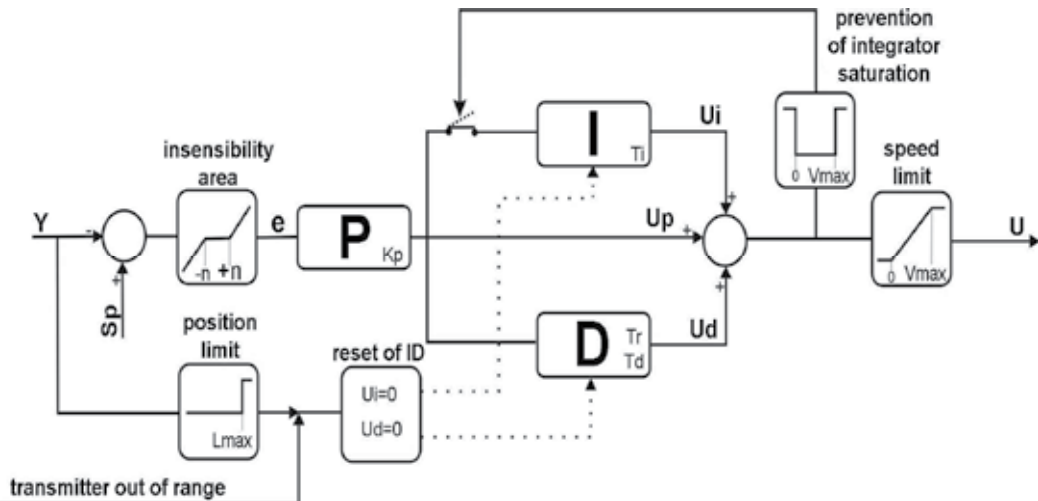 prevention
of integrator
saturation
I
Ti
Ui
0 Vmax
speed
limit
insensibility
area
Y
-
e
P
Kp
Up
+
+
+
0 Vmax
U
-n +n
+
Sp
position
limit
Lmax
reset of ID
Ui=0
Ud=0
D
Tr
Td
Ud
transmitter out of range